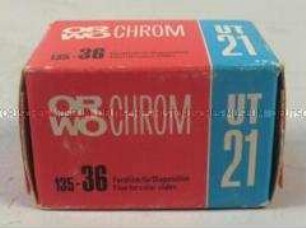 ORWO CHROM
UT
21
135-36
ORWO CHROM
UT
21
135-36
Farbfilm für Diapositive
Film for color slides